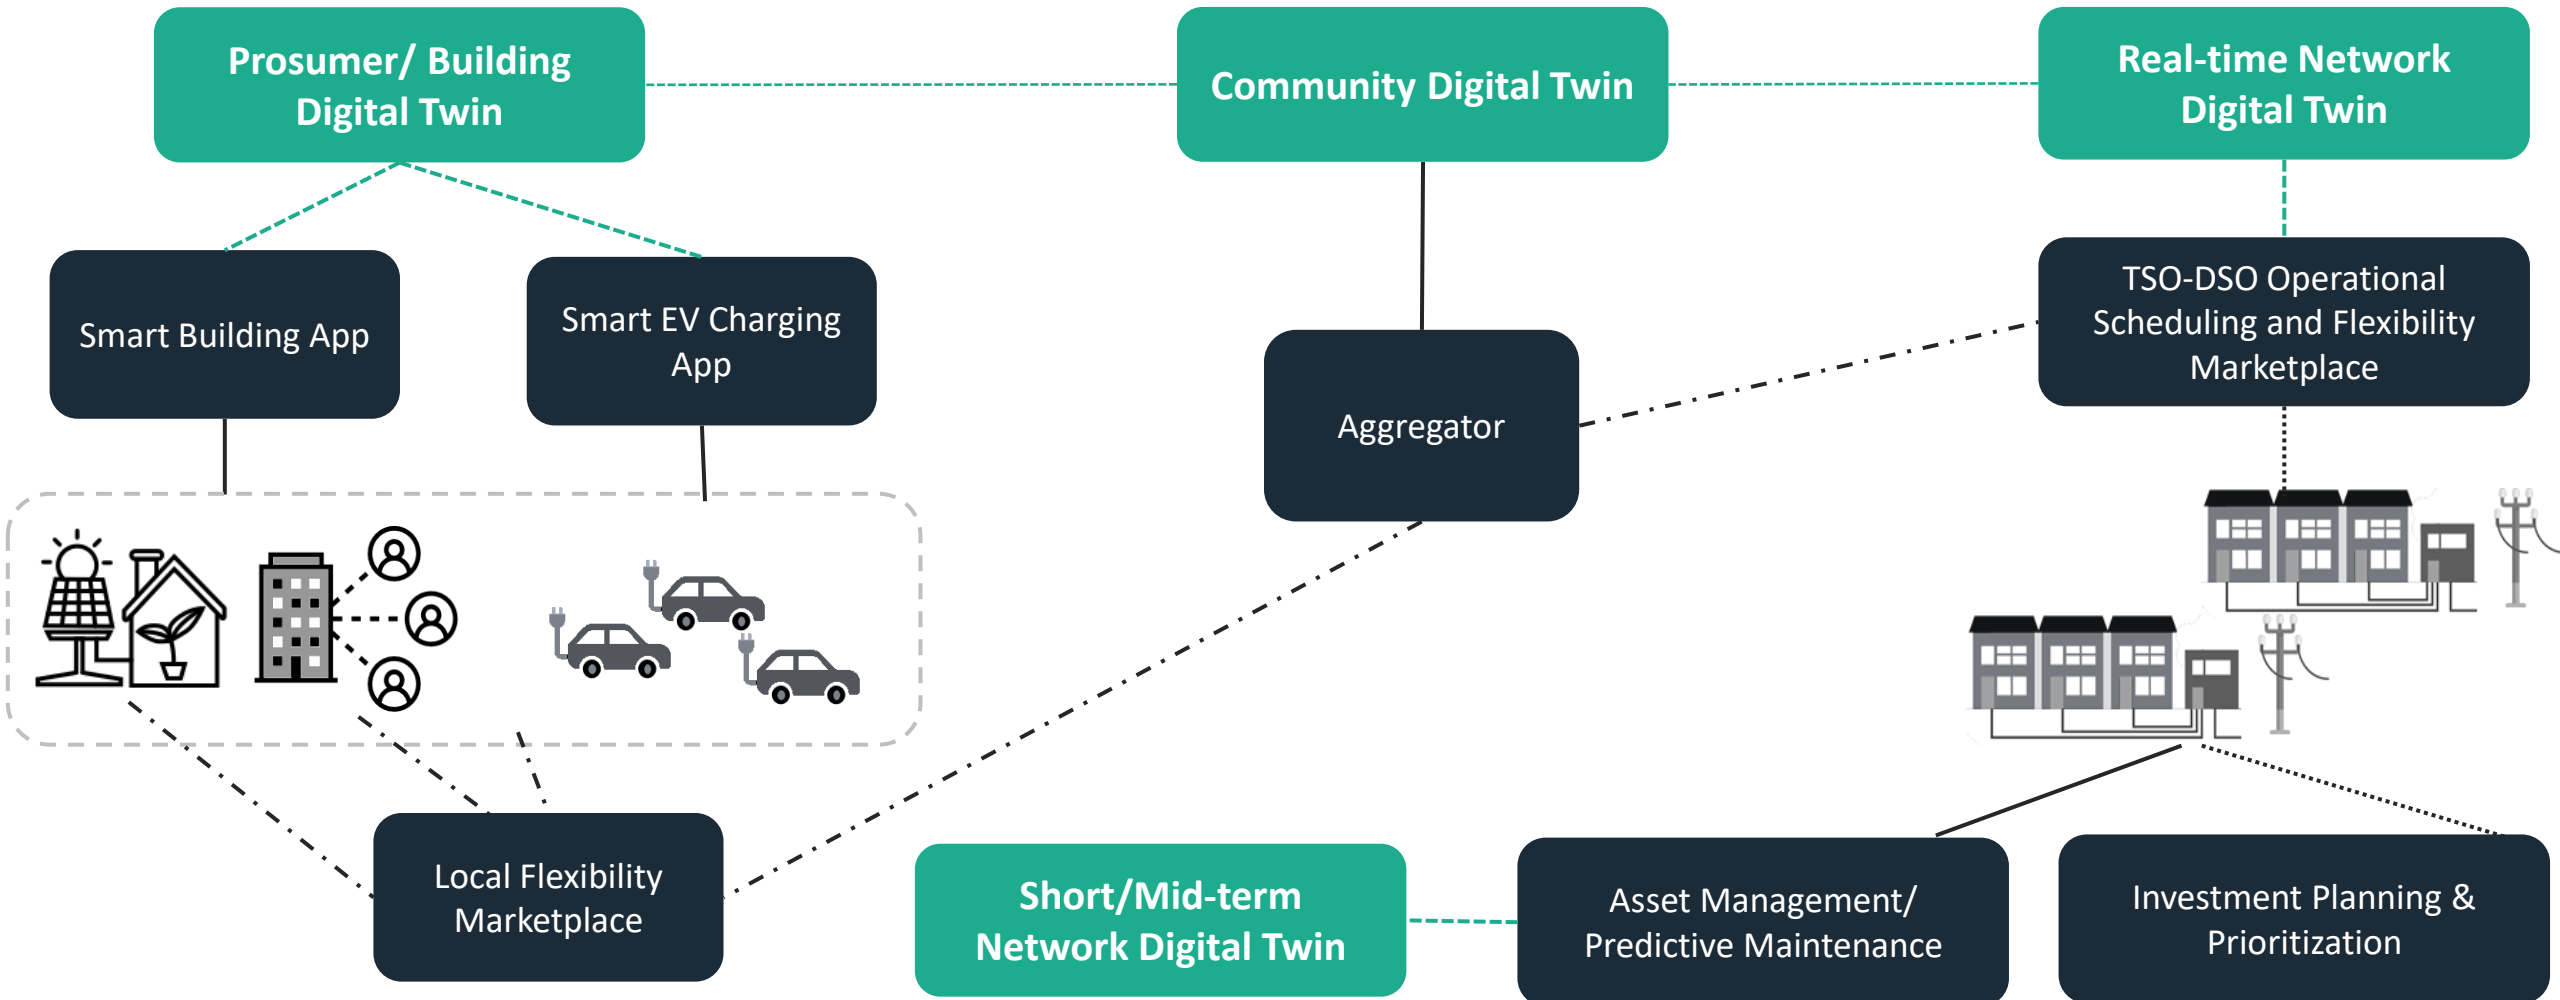 Prosumer/ Building
Digital Twin
Community Digital Twin
Real-time Network
Digital Twin
Smart Building App
Smart EV Charging
App
Aggregator
TSO-DSO Operational
Scheduling and Flexibility
Marketplace
Local Flexibility
Marketplace
Short/Mid-term
Network Digital Twin
Asset Management/
Predictive Maintenance
Investment Planning &
Prioritization